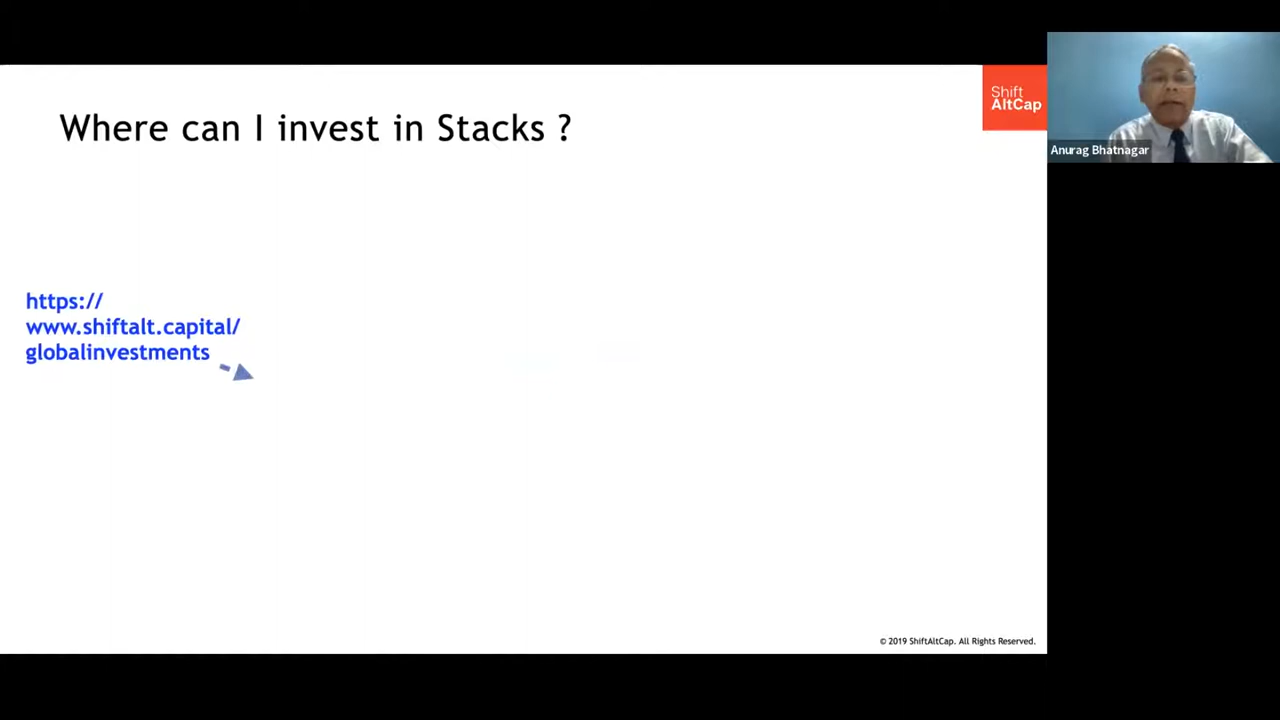 Where can I invest in Stacks ?
Shift
AltCap
Anurag Bhatnagar
https://
www.shiftalt.capital/
globalinvestments
© 2019 ShiftAltCap. All Rights Reserved.